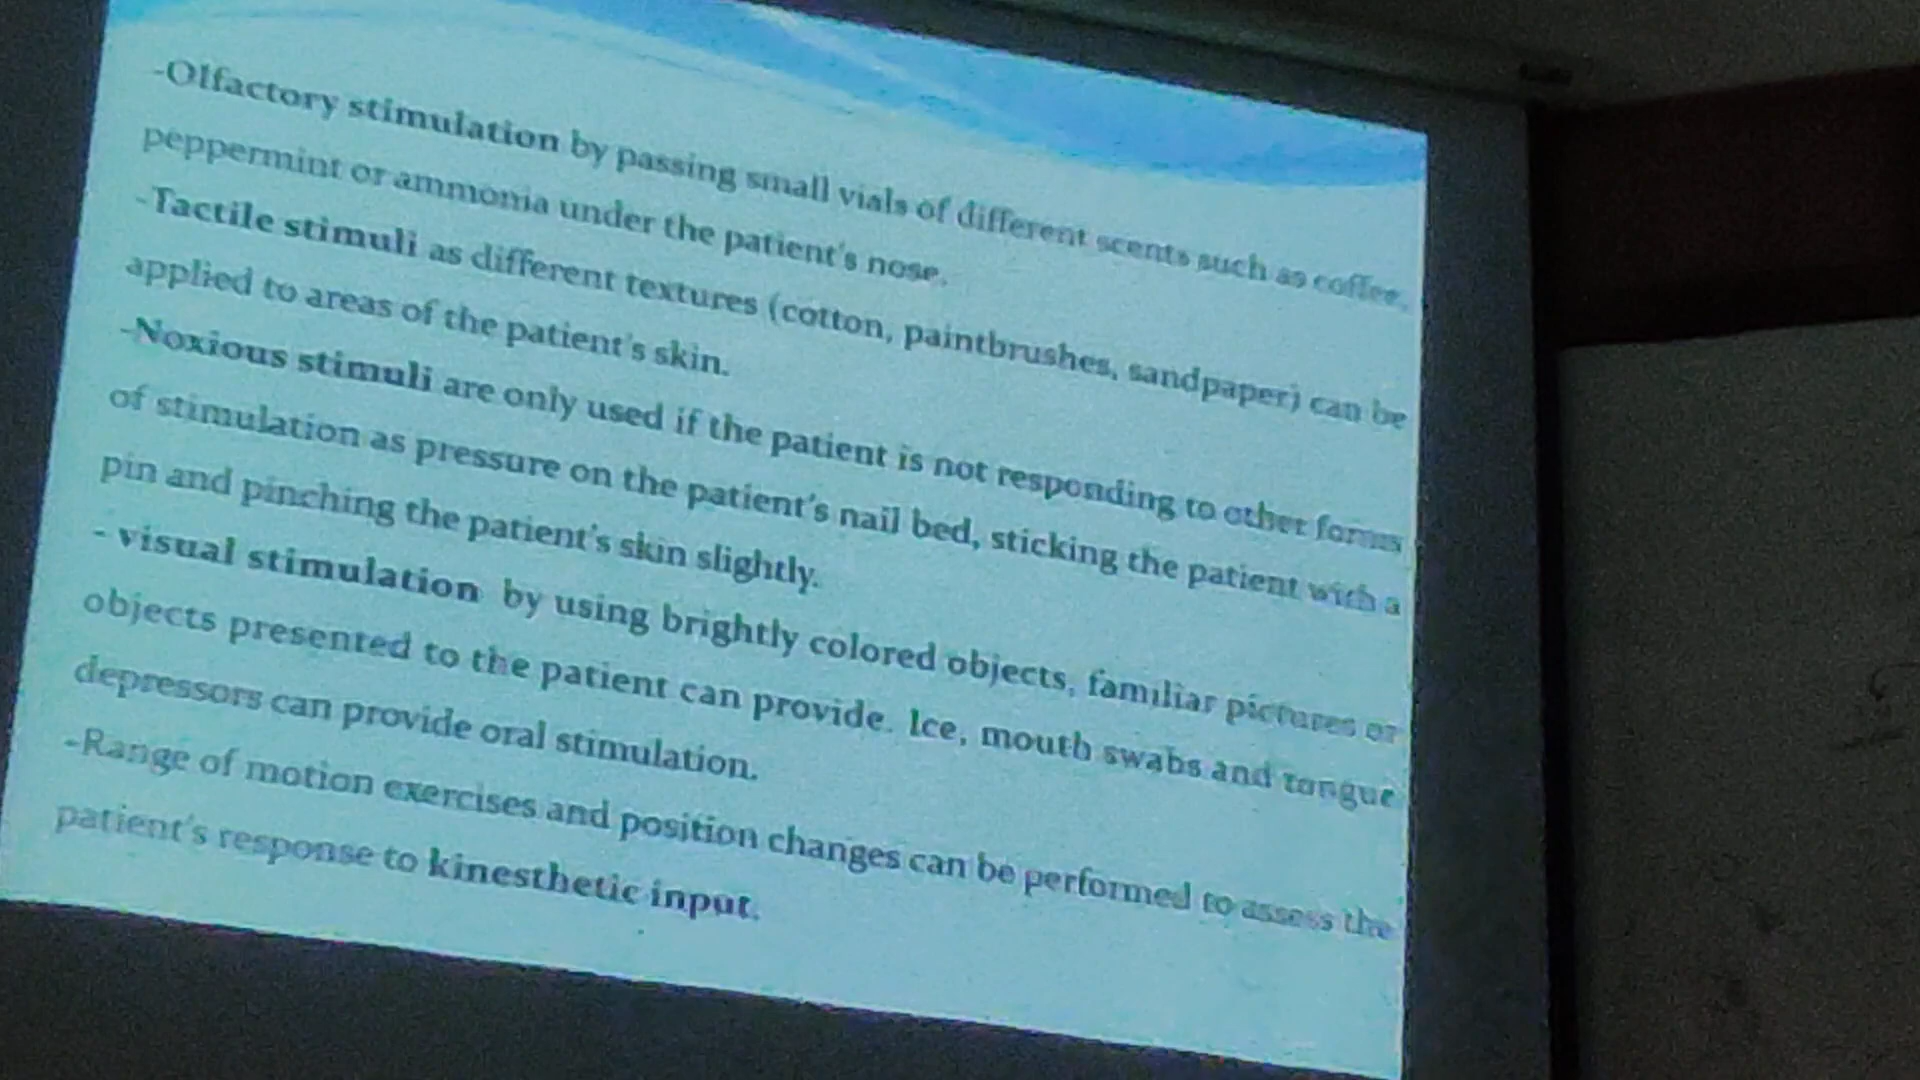 -Olfactory stimulation by passing small vials of different scents such as coffee,
peppermint or ammonia under the patient's nose.
-Tactile stimuli as different textures (cotton, paintbrushes, sandpaper) can be
applied to areas of the patient's skin.
-Noxious stimuli are only used if the patient is not responding to other forms
of stimulation as pressure on the patient's nail bed, sticking the patient with a
pin and pinching the patient's skin slightly.
- visual stimulation by using brightly colored objects, familiar pictures or
objects presented to the patient can provide. Ice, mouth swabs and tongue
depressors can provide oral stimulation.
-Range of motion exercises and position changes can be performed to assess the
patient's response to kinesthetic input.